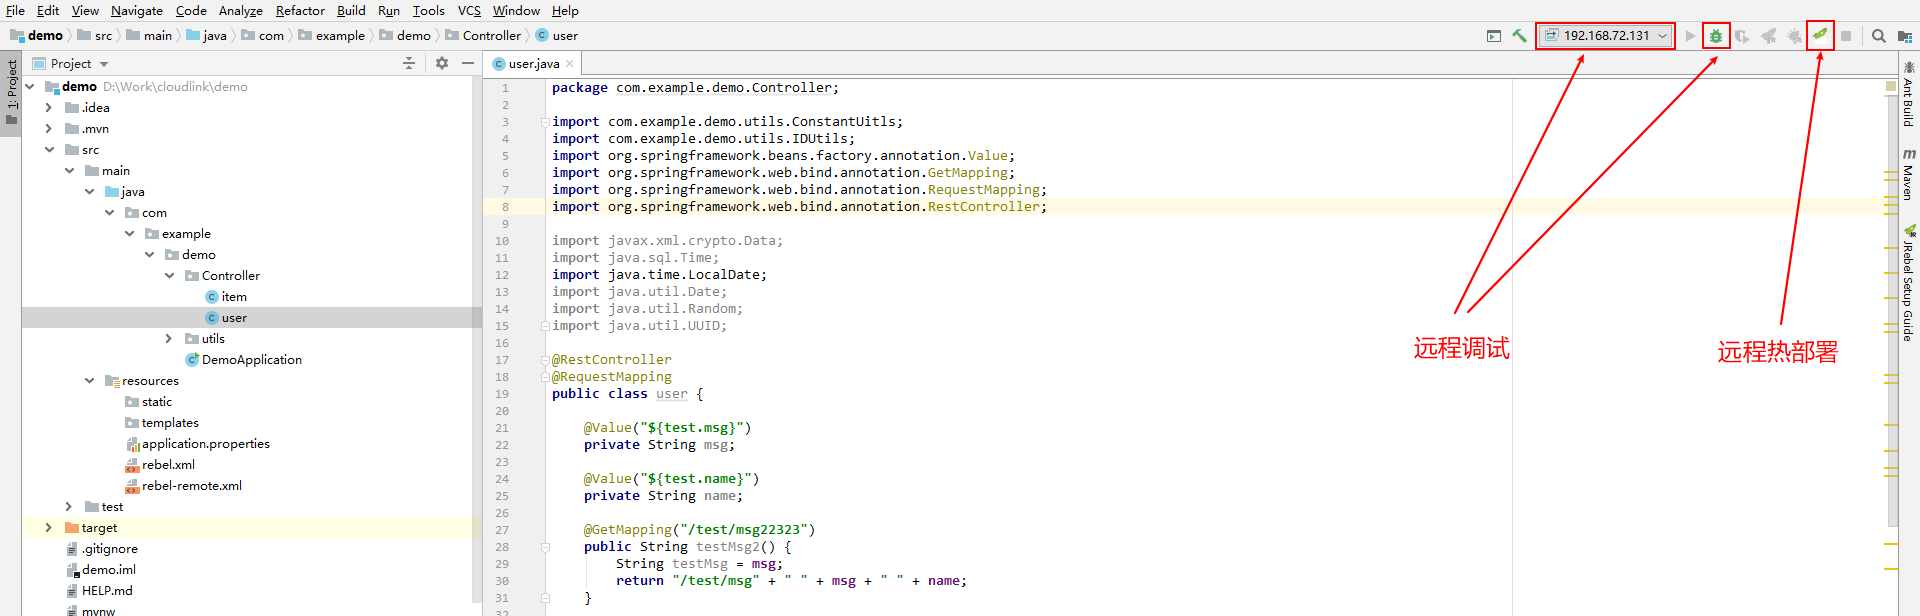 File Edit View Navigate Code Analyze Refactor Build Run Tools VCS Window Help
demo src main java com example demo Controller user
192.168.72.131
1: Project
Project
user.java
demo D:\Work\cloudlink\demo
.idea
.mvn
src
main
java
com
example
demo
Controller
item
user
utils
DemoApplication
resources
static
templates
application.properties
rebel.xml
rebel-remote.xml
test
target
.gitignore
demo.iml
HELP.md
mvnw
1 package com.example.demo.Controller;
2
3 import com.example.demo.utils.ConstantUitls;
4 import com.example.demo.utils.IDUtils;
5 import org.springframework.beans.factory.annotation.Value;
6 import org.springframework.web.bind.annotation.GetMapping;
7 import org.springframework.web.bind.annotation.RequestMapping;
8 import org.springframework.web.bind.annotation.RestController;
9
10 import javax.xml.crypto.Data;
11 import java.sql.Time;
12 import java.time.LocalDate;
13 import java.util.Date;
14 import java.util.Random;
15 import java.util.UUID;
16
17 @RestController
18 @RequestMapping
19 public class user {
20
21 @Value("${test.msg}")
22 private String msg;
23
24 @Value("${test.name}")
25 private String name;
26
27 @GetMapping("/test/msg22323")
28 public String testMsg2() {
29 String testMsg = msg;
30 return "/test/msg" + " " + msg + " " + name;
31 }
32
远程调试
远程热部署
Ant Build
m Maven
JRebel Setup Guide